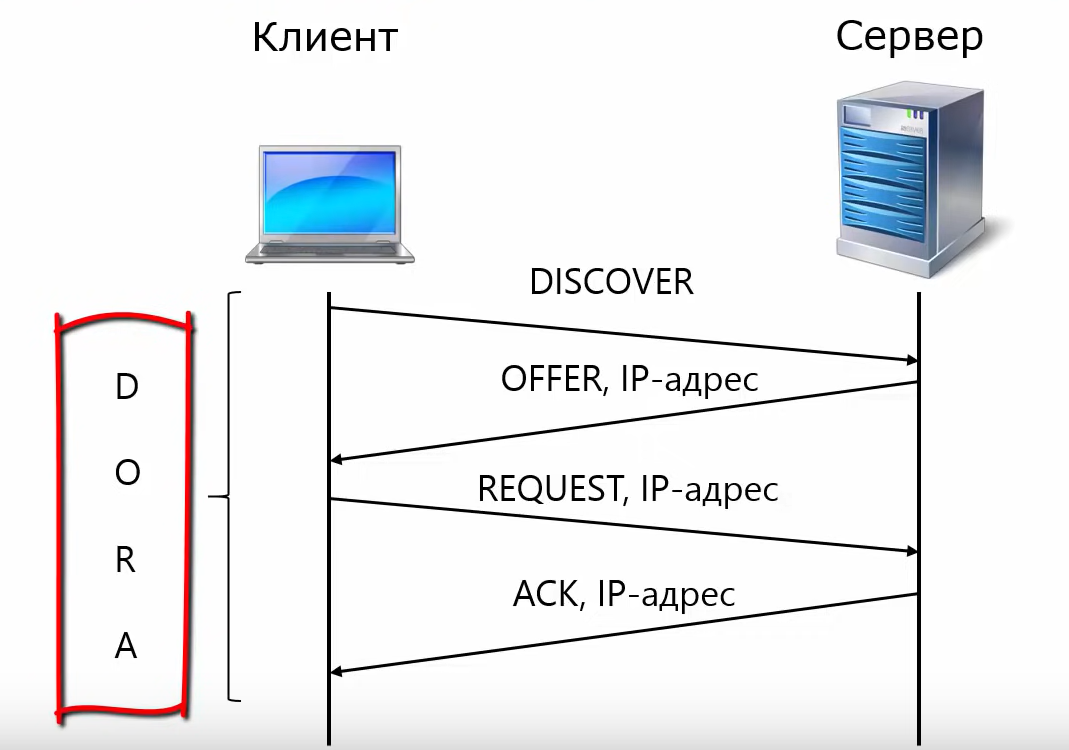 Клиент
Сервер
DISCOVER
OFFER, IP-адрес
REQUEST, IP-адрес
ACK, IP-адрес
D
O
R
A